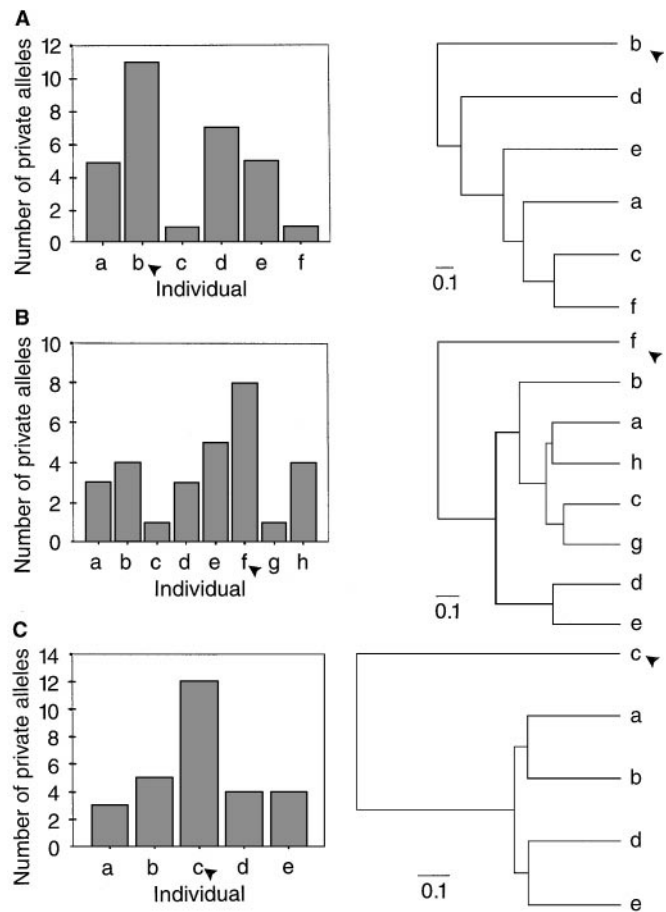 A
Number of private alleles
12
10
8
6
4
2
0
a b c d e f
Individual
b
d
e
a
c
f
0.1
B
Number of private alleles
10
8
6
4
2
0
a b c d e f g h
Individual
f
b
a
h
c
g
d
e
0.1
C
Number of private alleles
14
12
10
8
6
4
2
0
a b c d e
Individual
c
a
b
d
e
0.1